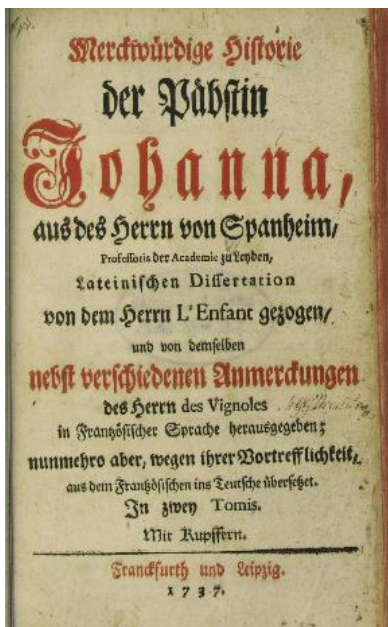 Merckwürdige Historie
der Päbstin
Johanna,
aus des Herrn von Spanheim,
Professoris der Academie zu Leyden,
Lateinischen Dissertation
von dem Herrn L'Enfant gezogen,
und von demselben
nebst verschiedenen Anmerckungen
des Herrn des Vignoles
in Frantzösischer Sprache herausgegeben;
nunmehro aber, wegen ihrer Vortrefflichkeit,
aus dem Frantzösischen ins Teutsche übersetzet.
In zwey Tomis.
Mit Kupffern.
Franckfurth und Leipzig.
1737.